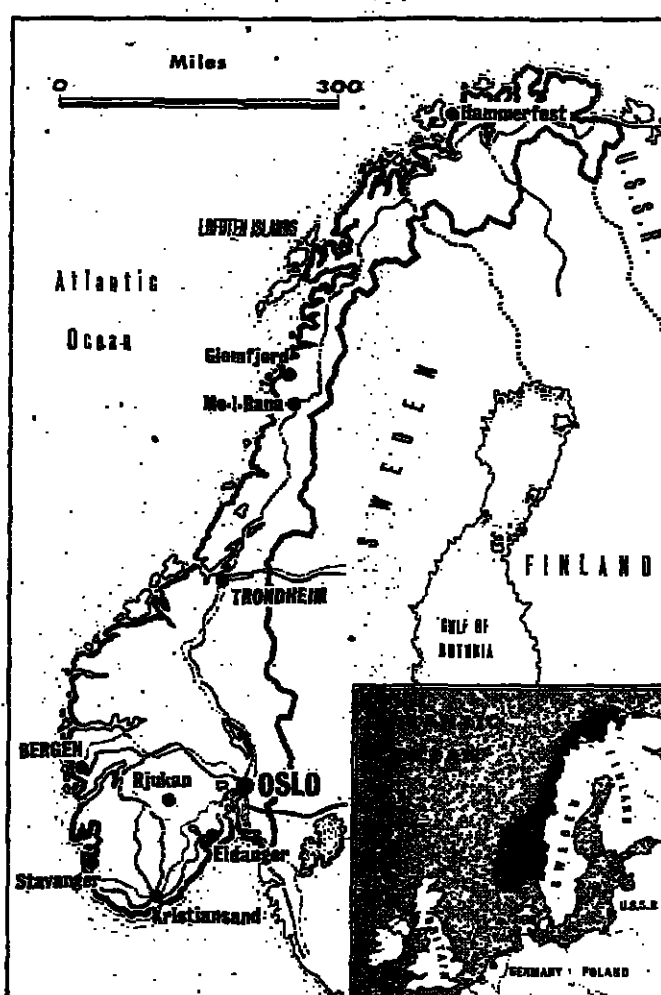 Miles
0 300
Hammerfest
U.S.S.R.
LOFOTEN ISLANDS
Atlantic
Ocean
Glomfjord
Mo-I-Rana
SWEDEN
FINLAND
TRONDHEIM
GULF OF
BOTHNIA
BERGEN
Rjukan
OSLO
Eidanger
Stavanger
Kristiansand
FINLAND
SWEDEN
U.S.S.R
BRITAIN
GERMANY POLAND